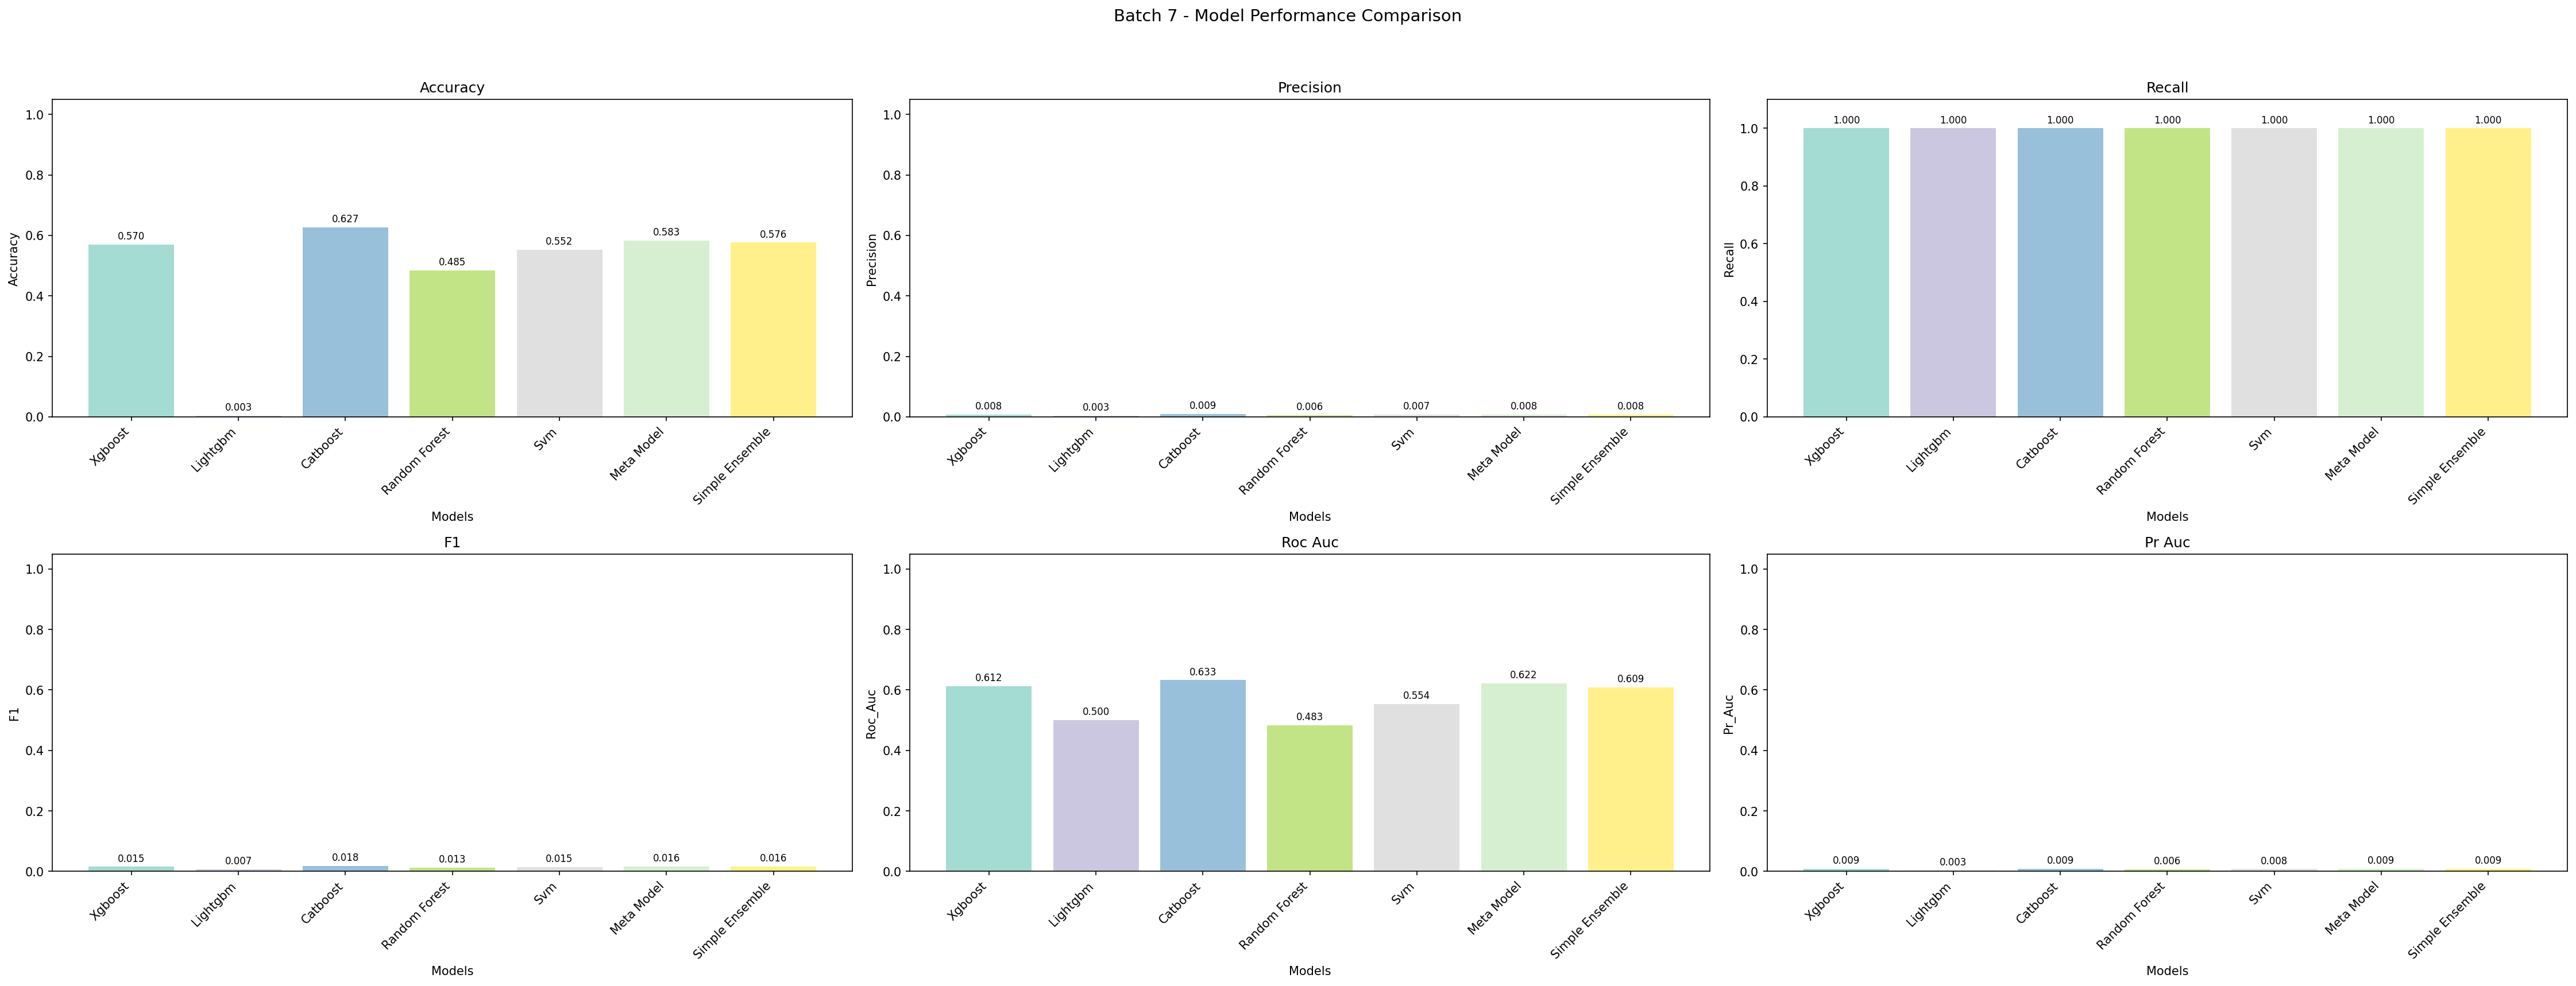 Batch 7 - Model Performance Comparison
Accuracy
Accuracy
1.0
0.8
0.6
0.4
0.2
0.0
0.570
0.003
0.627
0.485
0.552
0.583
0.576
Xgboost
Lightgbm
Catboost
Random Forest
Svm
Meta Model
Simple Ensemble
Models
Precision
Precision
1.0
0.8
0.6
0.4
0.2
0.0
0.008
0.003
0.009
0.006
0.007
0.008
0.008
Xgboost
Lightgbm
Catboost
Random Forest
Svm
Meta Model
Simple Ensemble
Models
Recall
Recall
1.0
0.8
0.6
0.4
0.2
0.0
1.000
1.000
1.000
1.000
1.000
1.000
1.000
Xgboost
Lightgbm
Catboost
Random Forest
Svm
Meta Model
Simple Ensemble
Models
F1
F1
1.0
0.8
0.6
0.4
0.2
0.0
0.015
0.007
0.018
0.013
0.015
0.016
0.016
Xgboost
Lightgbm
Catboost
Random Forest
Svm
Meta Model
Simple Ensemble
Models
Roc Auc
Roc_Auc
1.0
0.8
0.6
0.4
0.2
0.0
0.612
0.500
0.633
0.483
0.554
0.622
0.609
Xgboost
Lightgbm
Catboost
Random Forest
Svm
Meta Model
Simple Ensemble
Models
Pr Auc
Pr_Auc
1.0
0.8
0.6
0.4
0.2
0.0
0.009
0.003
0.009
0.006
0.008
0.009
0.009
Xgboost
Lightgbm
Catboost
Random Forest
Svm
Meta Model
Simple Ensemble
Models